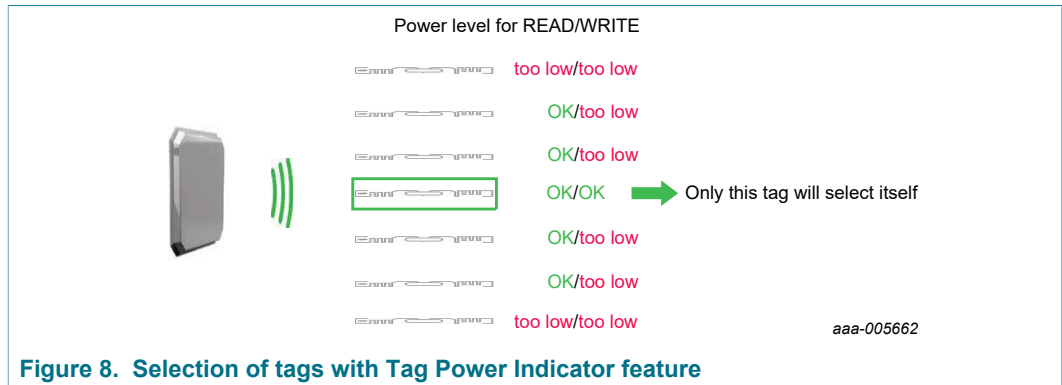 Power level for READ/WRITE
too low/too low
OK/too low
OK/too low
OK/OK Only this tag will select itself
OK/too low
OK/too low
too low/too low
aaa-005662
Figure 8. Selection of tags with Tag Power Indicator feature